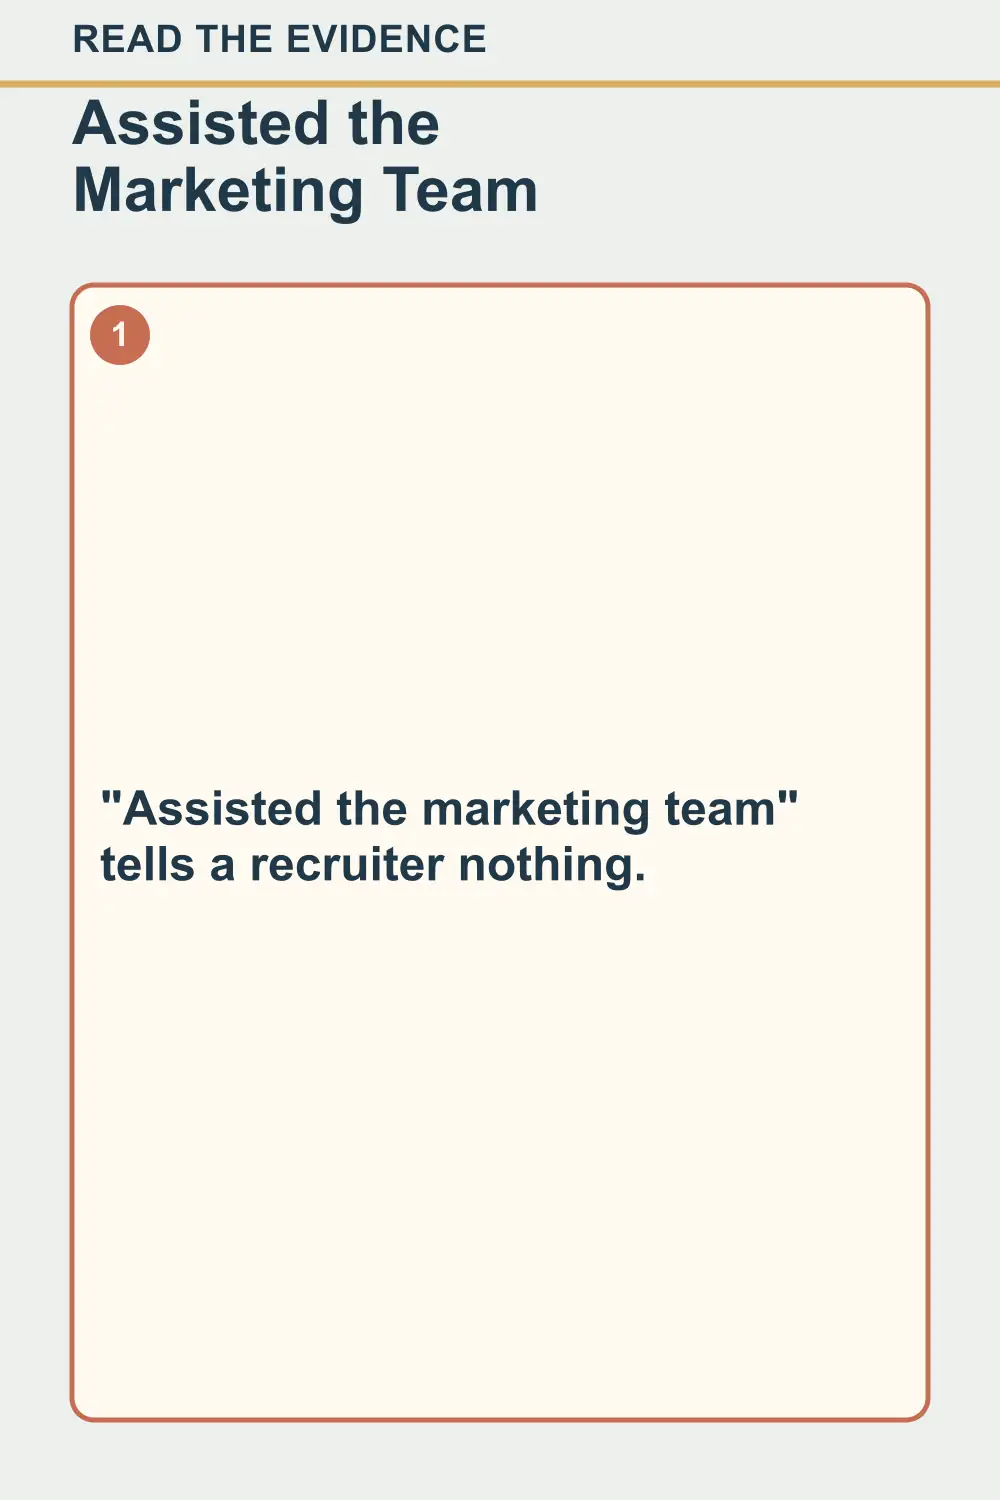 READ THE EVIDENCE
Assisted the
Marketing Team
1
"Assisted the marketing team"
tells a recruiter nothing.